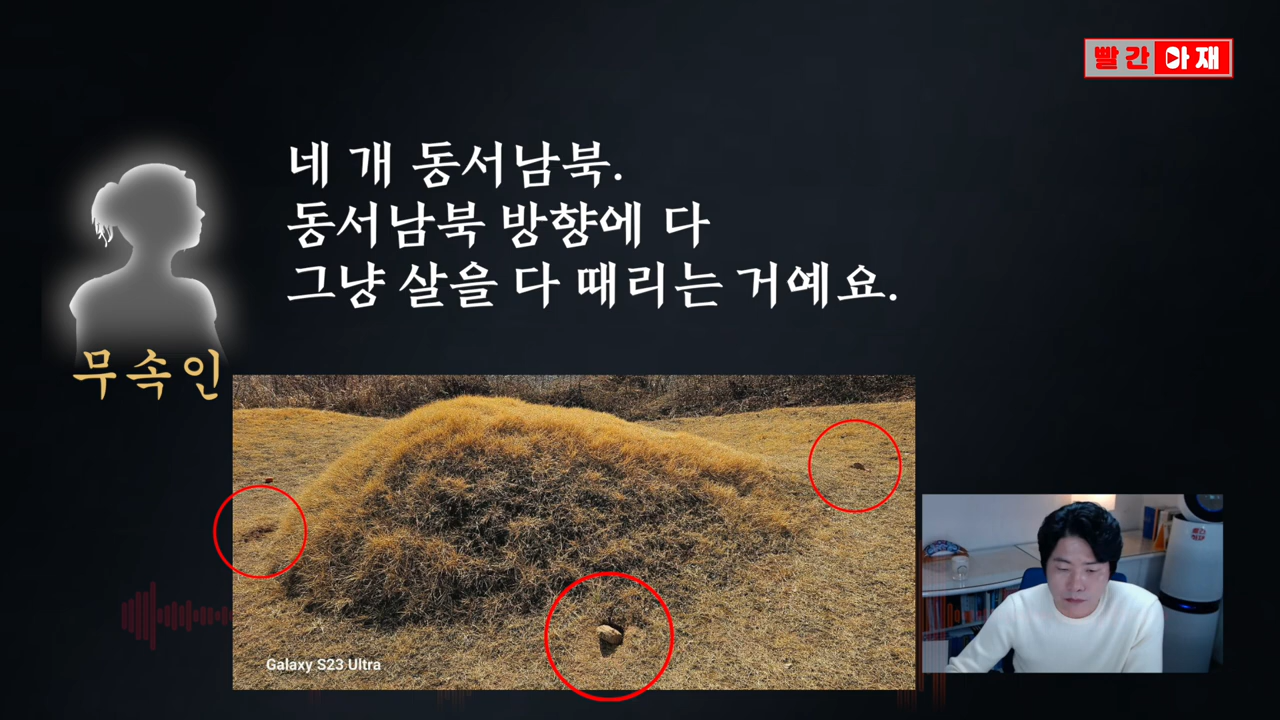 빨간아재
네 개 동서남북.
동서남북 방향에 다
그냥 살을 다 때리는 거예요.
무속인
Galaxy S23 Ultra